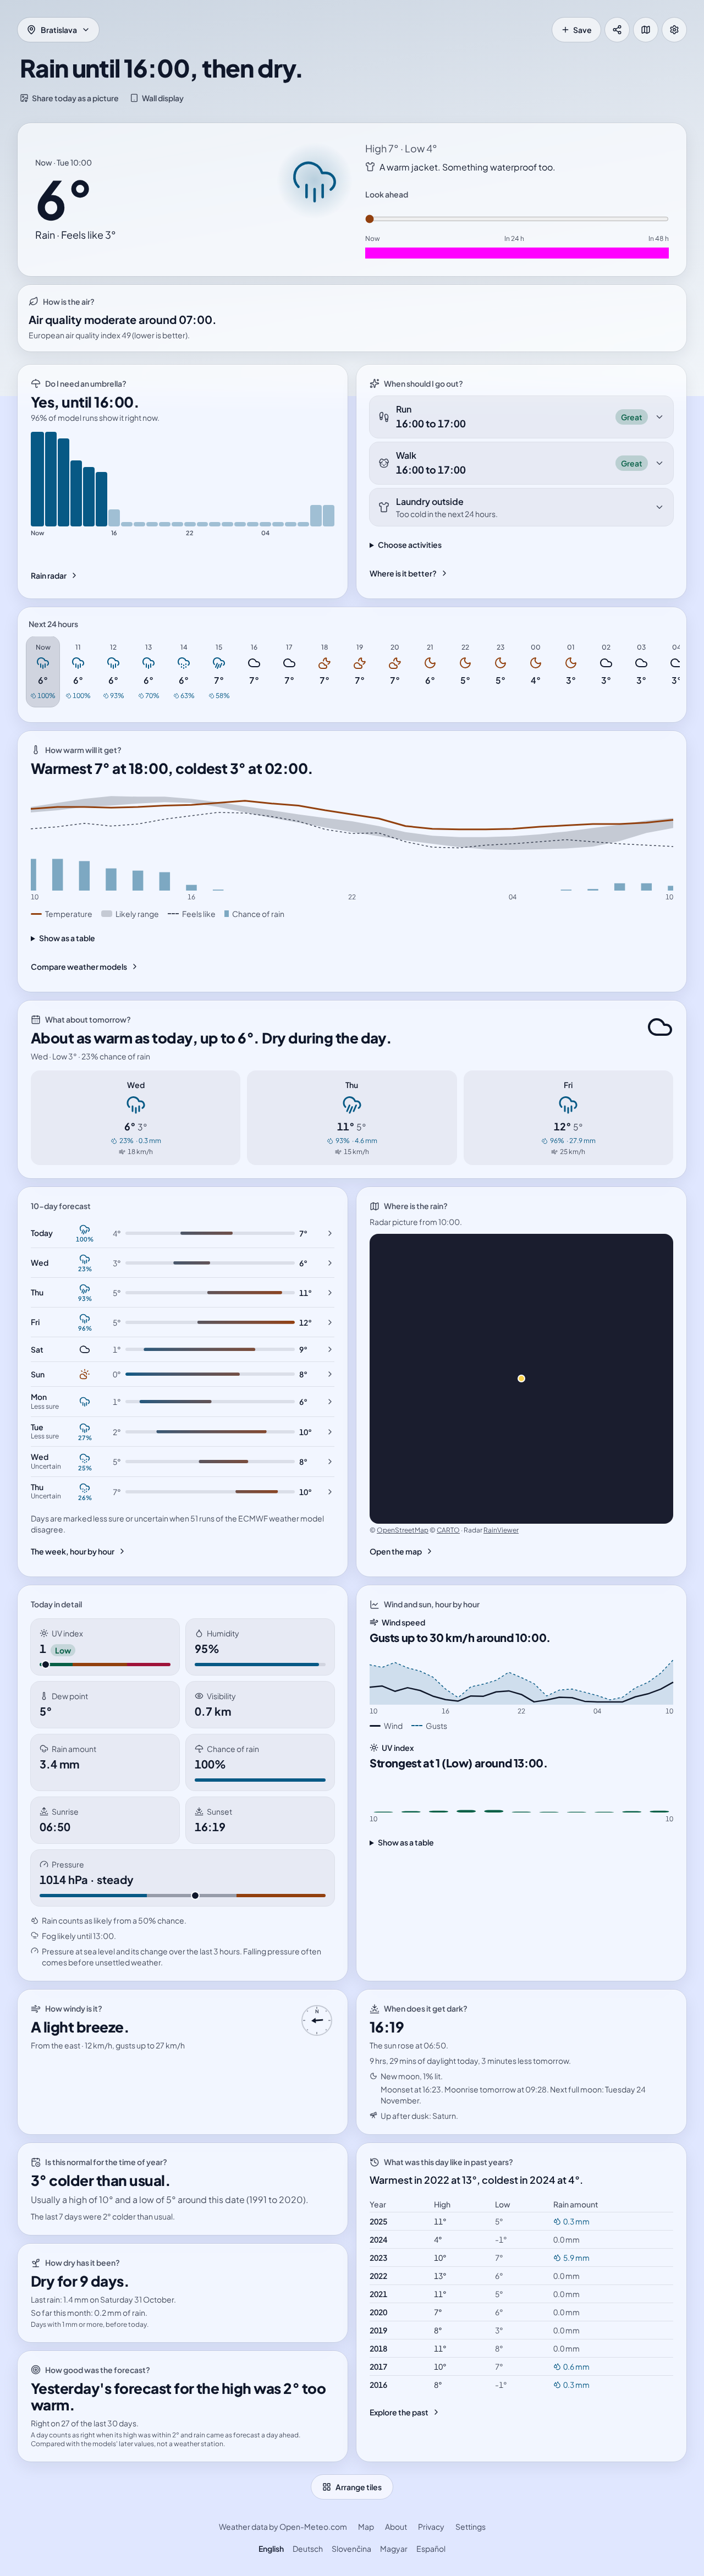 Bratislava
Save
Rain until 16:00, then dry.
Share today as a picture
Wall display
Now · Tue 10:00
6°
Rain · Feels like 3°
High 7° · Low 4°
A warm jacket. Something waterproof too.
Look ahead
Now In 24 h In 48 h
How is the air?
Air quality moderate around 07:00.
European air quality index 49 (lower is better).
Do I need an umbrella?
Yes, until 16:00.
96% of model runs show it right now.
Now 16 22 04
Rain radar
When should I go out?
Run
16:00 to 17:00
Great
Walk
16:00 to 17:00
Great
Laundry outside
Too cold in the next 24 hours.
Choose activities
Where is it better?
Next 24 hours
Now 11 12 13 14 15 16 17 18 19 20 21 22 23 00 01 02 03 04
6° 6° 6° 6° 6° 7° 7° 7° 7° 7° 7° 6° 5° 5° 4° 3° 3° 3° 3°
100% 100% 93% 70% 63% 58%
How warm will it get?
Warmest 7° at 18:00, coldest 3° at 02:00.
10 16 22 04 10
Temperature Likely range Feels like Chance of rain
Show as a table
Compare weather models
What about tomorrow?
About as warm as today, up to 6°. Dry during the day.
Wed · Low 3° · 23% chance of rain
Wed
6° 3°
23% · 0.3 mm
18 km/h
Thu
11° 5°
93% · 4.6 mm
15 km/h
Fri
12° 5°
96% · 27.9 mm
25 km/h
10-day forecast
Today 100% 4° 7°
Wed 23% 3° 6°
Thu 93% 5° 11°
Fri 96% 5° 12°
Sat 1° 9°
Sun 0° 8°
Mon Less sure 1° 6°
Tue Less sure 27% 2° 10°
Wed Uncertain 25% 5° 8°
Thu Uncertain 26% 7° 10°
Days are marked less sure or uncertain when 51 runs of the ECMWF weather model
disagree.
The week, hour by hour
Where is the rain?
Radar picture from 10:00.
© OpenStreetMap © CARTO · Radar RainViewer
Open the map
Today in detail
UV index
1 Low
Humidity
95%
Dew point
5°
Visibility
0.7 km
Rain amount
3.4 mm
Chance of rain
100%
Sunrise
06:50
Sunset
16:19
Pressure
1014 hPa · steady
Rain counts as likely from a 50% chance.
Fog likely until 13:00.
Pressure at sea level and its change over the last 3 hours. Falling pressure often
comes before unsettled weather.
Wind and sun, hour by hour
Wind speed
Gusts up to 30 km/h around 10:00.
10 16 22 04 10
Wind Gusts
UV index
Strongest at 1 (Low) around 13:00.
10 10
Show as a table
How windy is it?
A light breeze.
From the east · 12 km/h, gusts up to 27 km/h
N
When does it get dark?
16:19
The sun rose at 06:50.
9 hrs, 29 mins of daylight today, 3 minutes less tomorrow.
New moon, 1% lit.
Moonset at 16:23. Moonrise tomorrow at 09:28. Next full moon: Tuesday 24
November.
Up after dusk: Saturn.
Is this normal for the time of year?
3° colder than usual.
Usually a high of 10° and a low of 5° around this date (1991 to 2020).
The last 7 days were 2° colder than usual.
How dry has it been?
Dry for 9 days.
Last rain: 1.4 mm on Saturday 31 October.
So far this month: 0.2 mm of rain.
Days with 1 mm or more, before today.
How good was the forecast?
Yesterday's forecast for the high was 2° too
warm.
Right on 27 of the last 30 days.
A day counts as right when its high was within 2° and rain came as forecast a day ahead.
Compared with the models' later values, not a weather station.
What was this day like in past years?
Warmest in 2022 at 13°, coldest in 2024 at 4°.
Year High Low Rain amount
2025 11° 5° 0.3 mm
2024 4° -1° 0.0 mm
2023 10° 7° 5.9 mm
2022 13° 6° 0.0 mm
2021 11° 5° 0.0 mm
2020 7° 6° 0.0 mm
2019 8° 3° 0.0 mm
2018 11° 8° 0.0 mm
2017 10° 7° 0.6 mm
2016 8° -1° 0.3 mm
Explore the past
Arrange tiles
Weather data by Open-Meteo.com Map About Privacy Settings
English Deutsch Slovenčina Magyar Español